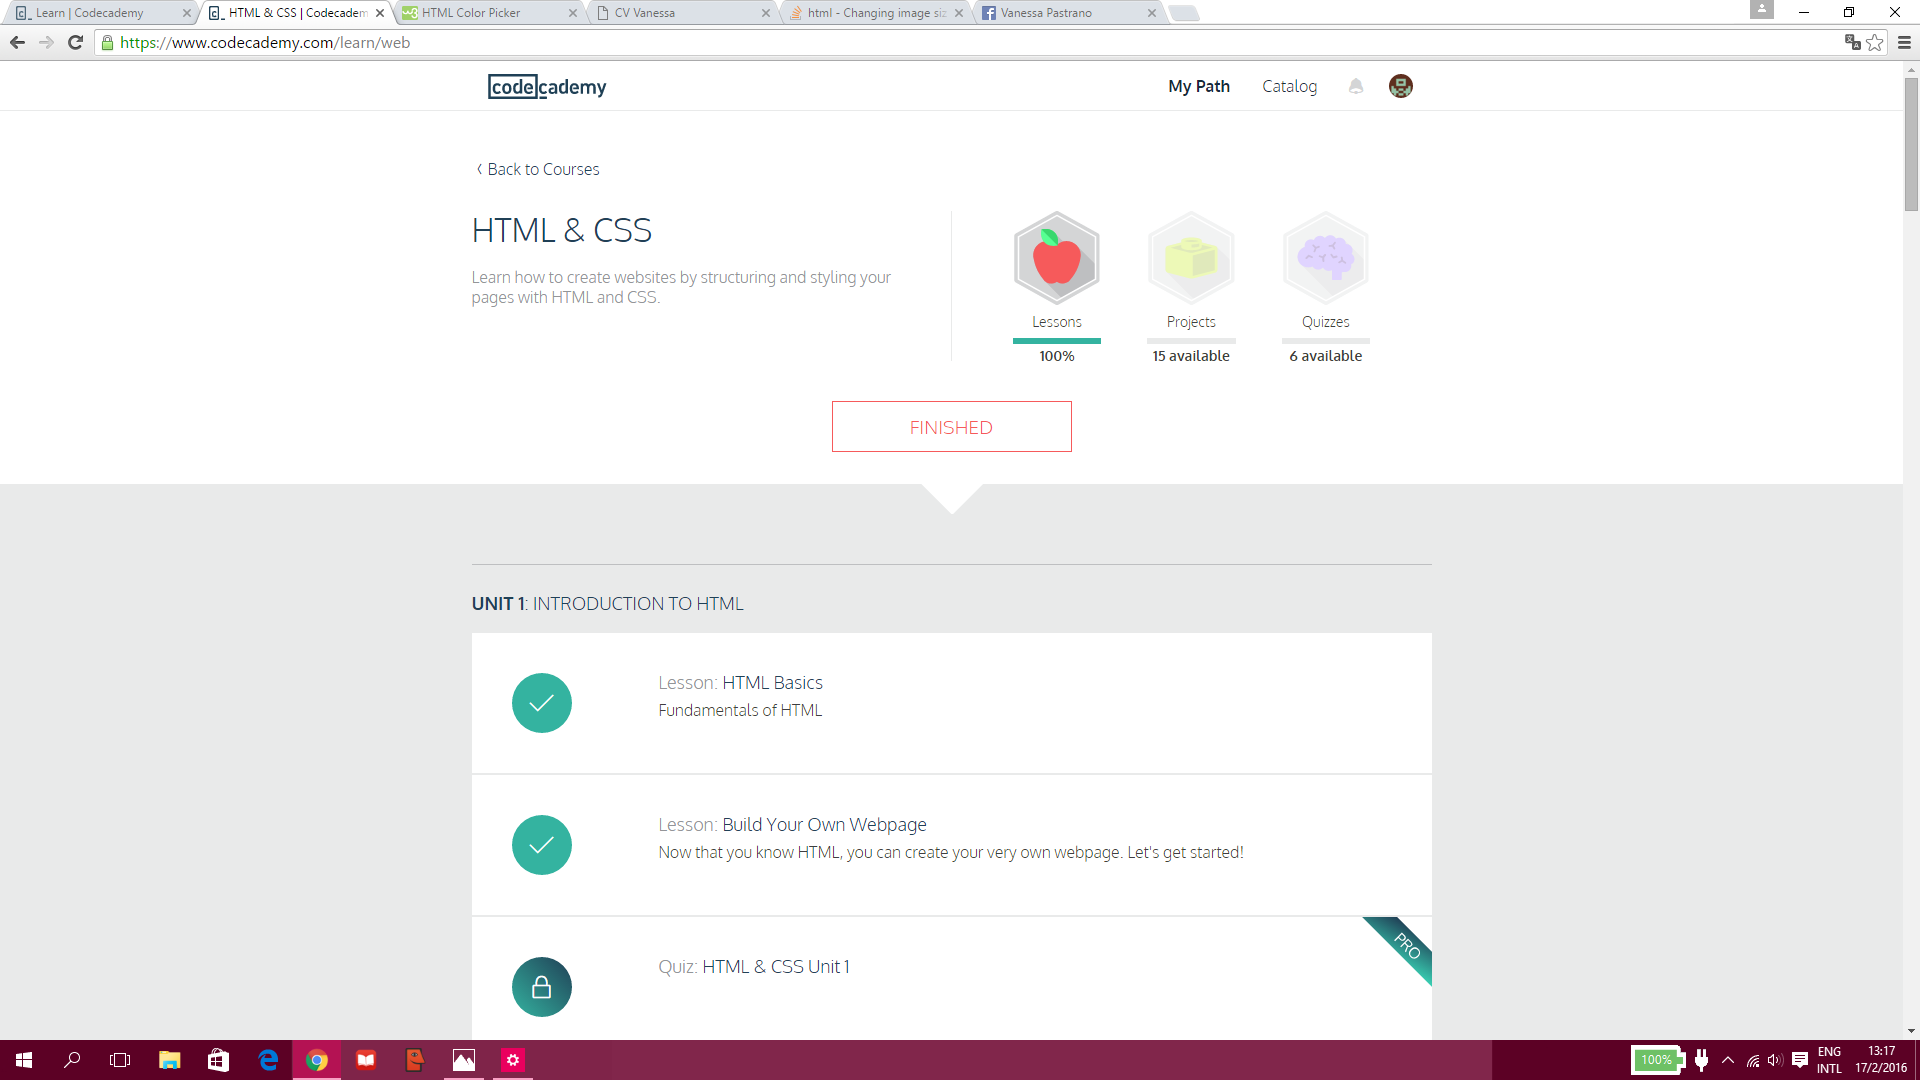 Learn | Codecademy
HTML & CSS | Codecadem
HTML Color Picker
CV Vanessa
html - Changing image siz
Vanessa Pastrano
https://www.codecademy.com/learn/web
codecademy
My Path
Catalog
Back to Courses
HTML & CSS
Learn how to create websites by structuring and styling your
pages with HTML and CSS.
Lessons
100%
Projects
15 available
Quizzes
6 available
FINISHED
UNIT 1: INTRODUCTION TO HTML
Lesson: HTML Basics
Fundamentals of HTML
Lesson: Build Your Own Webpage
Now that you know HTML, you can create your very own webpage. Let's get started!
PRO
Quiz: HTML & CSS Unit 1
100%
ENG
INTL
13:17
17/2/2016